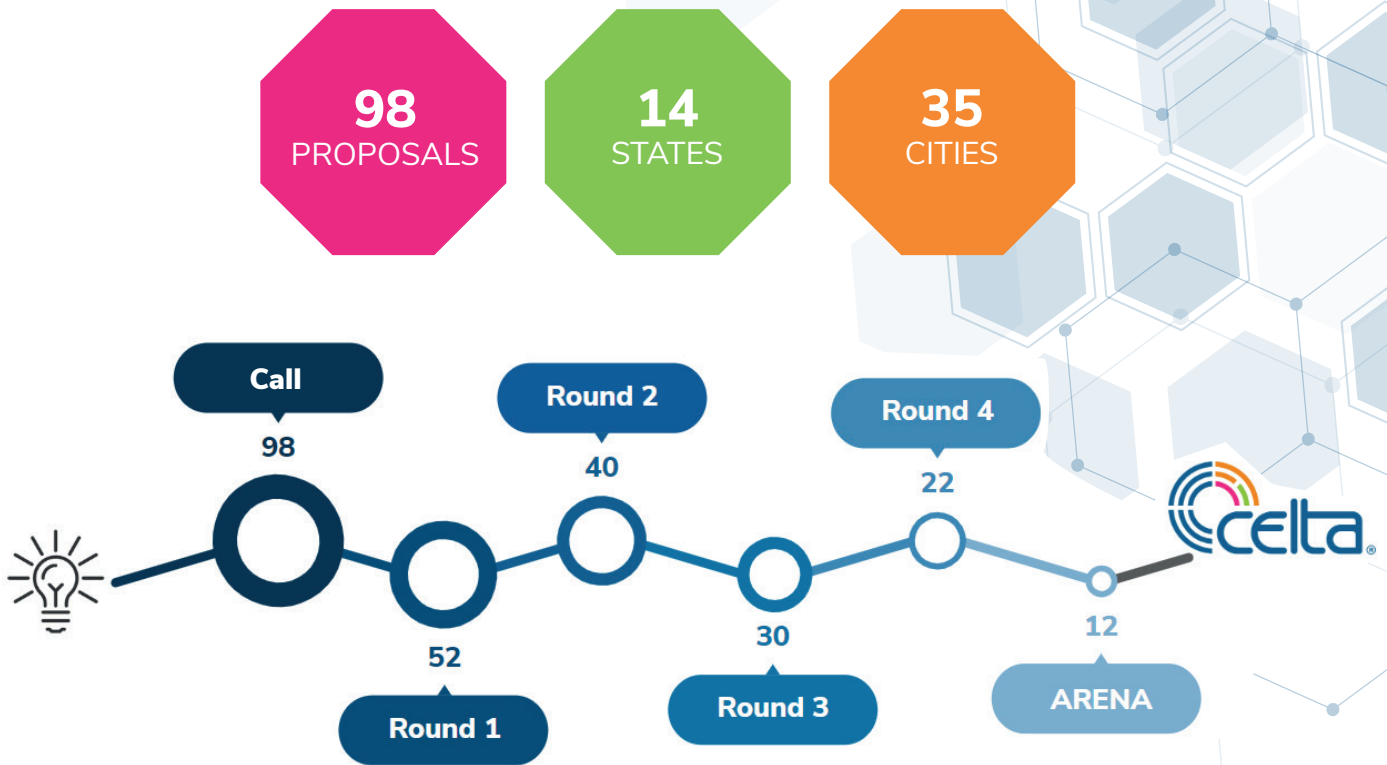 98
PROPOSALS
14
STATES
35
CITIES
Call
98
Round 1
52
Round 2
40
Round 3
30
Round 4
22
ARENA
12
celta®